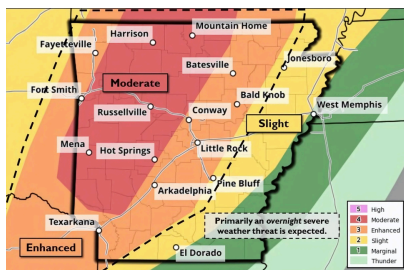 Harrison
Mountain Home
Fayetteville
Batesville
Jonesboro
Moderate
Fort Smith
Bald Knob
Russellville
Conway
West Memphis
Slight
Mena
Hot Springs
Little Rock
Arkadelphia
Pine Bluff
Texarkana
Primarily an overnight severe
weather threat is expected.
Enhanced
El Dorado
5 High
4 Moderate
3 Enhanced
2 Slight
1 Marginal
Thunder